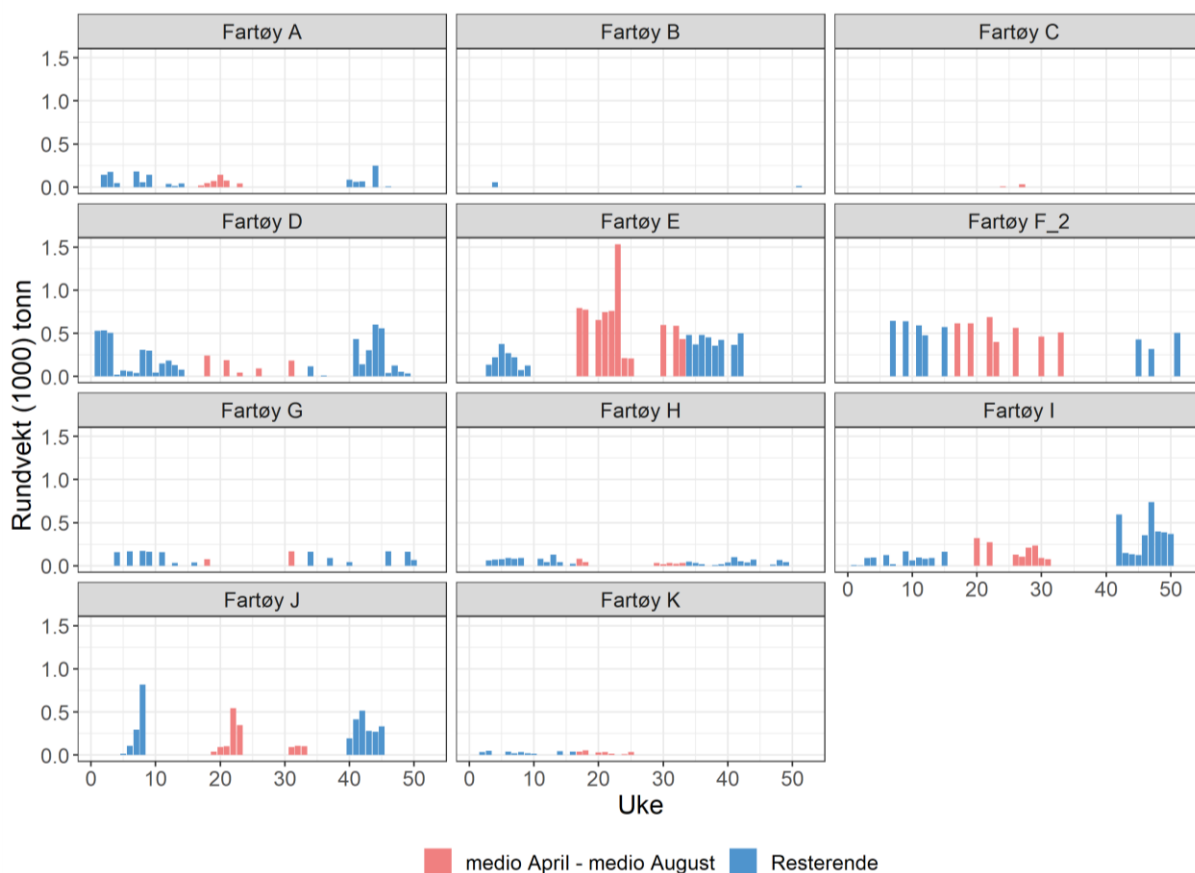 Fartøy A Fartøy B Fartøy C
1.5
1.0
0.5
0.0
Fartøy D Fartøy E Fartøy F_2
1.5
1.0
0.5
0.0
Fartøy G Fartøy H Fartøy I
1.5
1.0
0.5
0.0
0 10 20 30 40 50
Fartøy J Fartøy K
1.5
1.0
0.5
0.0
0 10 20 30 40 50 0 10 20 30 40 50
Rundvekt (1000) tonn
Uke
medio April - medio August Resterende